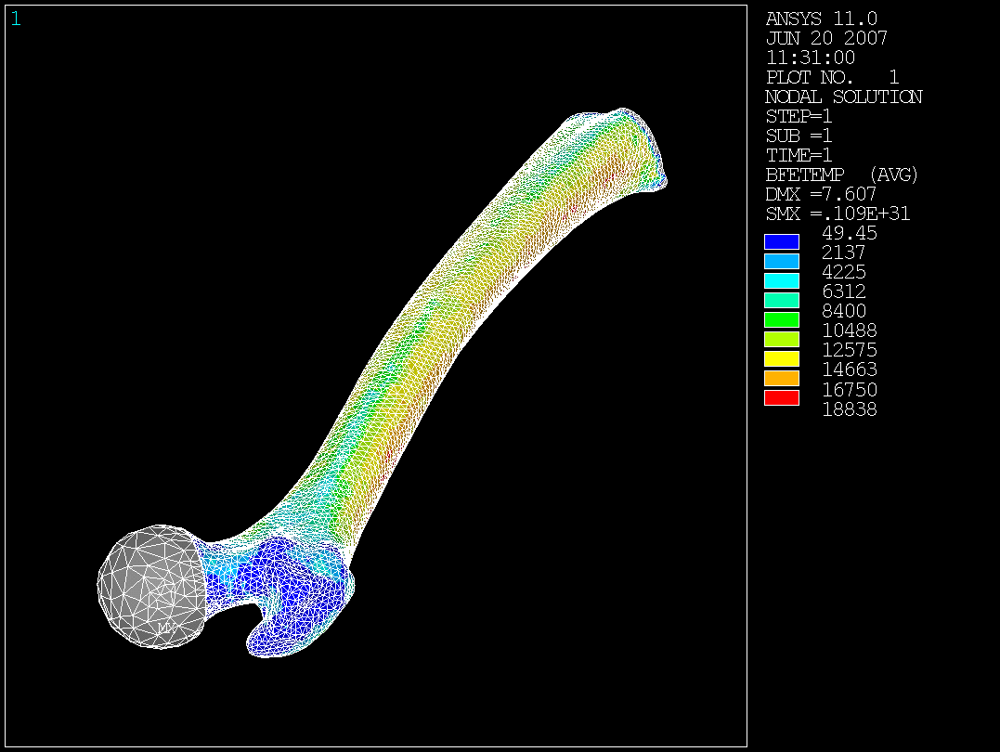 1
ANSYS 11.0
JUN 20 2007
11:31:00
PLOT NO. 1
NODAL SOLUTION
STEP=1
SUB =1
TIME=1
BFETEMP (AVG)
DMX =7.607
SMX =.109E+31
49.45
2137
4225
6312
8400
10488
12575
14663
16750
18838
MX